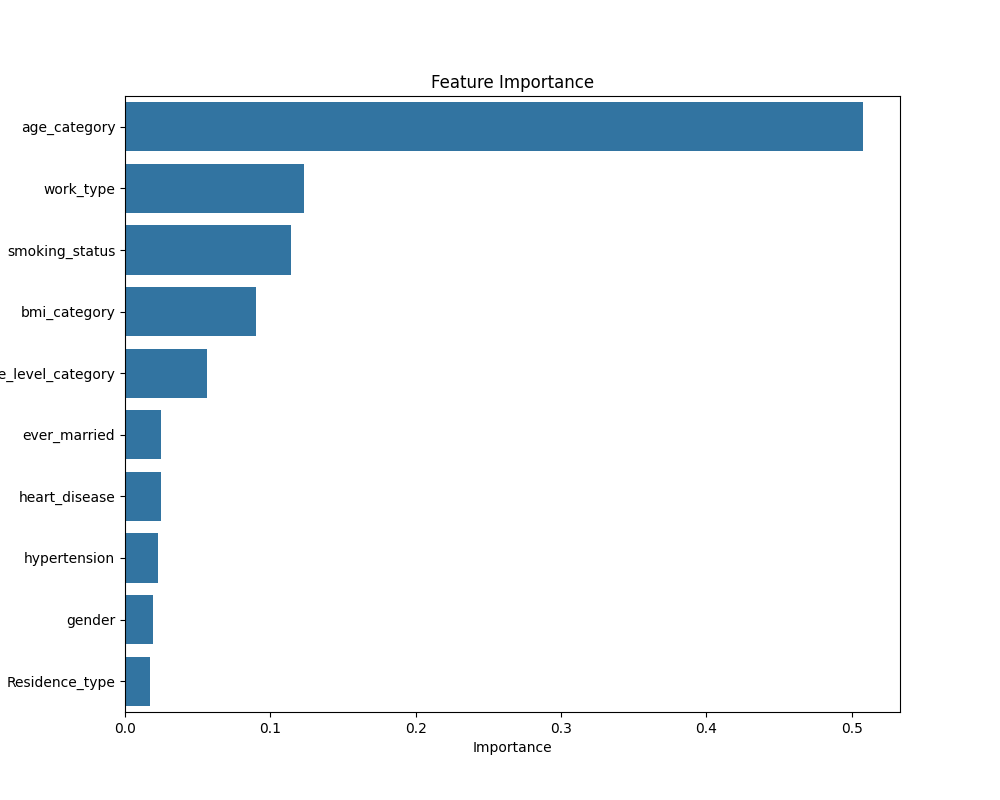 Feature Importance
age_category
work_type
smoking_status
bmi_category
e_level_category
ever_married
heart_disease
hypertension
gender
Residence_type
0.0 0.1 0.2 0.3 0.4 0.5
Importance